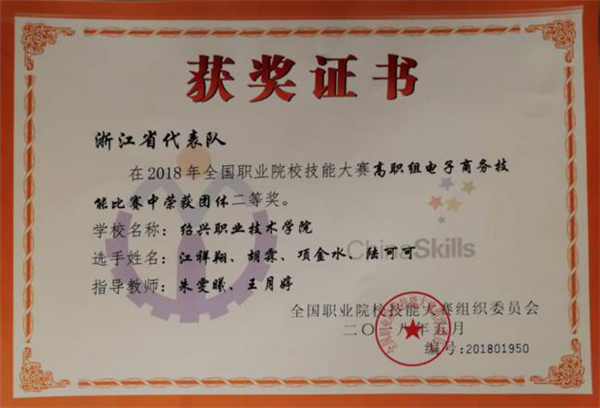 获奖证书
浙江省代表队
在2018年全国职业院校技能大赛高职组电子商务技
能比赛中荣获团体二等奖。
学校名称：绍兴职业技术学院
选手姓名：江祥翔、胡霖、项金水、陆可可
指导教师：朱雯曦、王月婷
ChinaSkills
全国职业院校技能大赛组织委员会
二〇一八年五月
编号:201801950